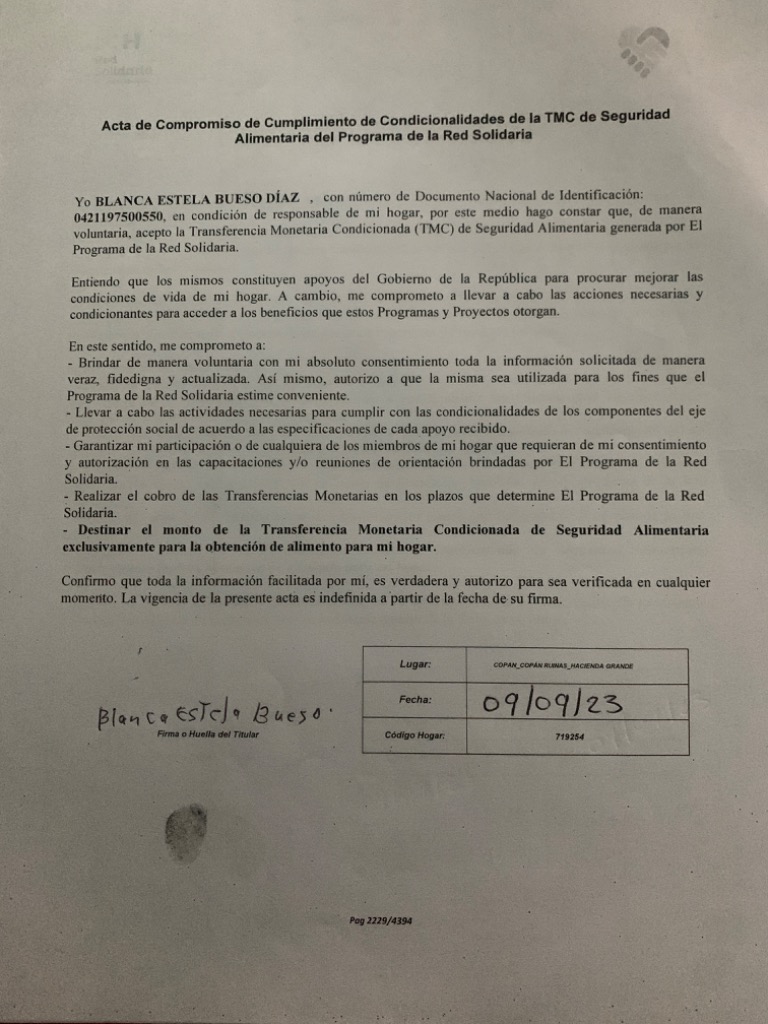 Acta de Compromiso de Cumplimiento de Condicionalidades de la TMC de Seguridad
Alimentaria del Programa de la Red Solidaria
Yo BLANCA ESTELA BUESO DÍAZ , con número de Documento Nacional de Identificación:
0421197500550, en condición de responsable de mi hogar, por este medio hago constar que, de manera
voluntaria, acepto la Transferencia Monetaria Condicionada (TMC) de Seguridad Alimentaria generada por El
Programa de la Red Solidaria.
Entiendo que los mismos constituyen apoyos del Gobierno de la República para procurar mejorar las
condiciones de vida de mi hogar. A cambio, me comprometo a llevar a cabo las acciones necesarias y
condicionantes para acceder a los beneficios que estos Programas y Proyectos otorgan.
En este sentido, me comprometo a:
- Brindar de manera voluntaria con mi absoluto consentimiento toda la información solicitada de manera
veraz, fidedigna y actualizada. Así mismo, autorizo a que la misma sea utilizada para los fines que el
Programa de la Red Solidaria estime conveniente.
- Llevar a cabo las actividades necesarias para cumplir con las condicionalidades de los componentes del eje
de protección social de acuerdo a las especificaciones de cada apoyo recibido.
- Garantizar mi participación o de cualquiera de los miembros de mi hogar que requieran de mi consentimiento
y autorización en las capacitaciones y/o reuniones de orientación brindadas por El Programa de la Red
Solidaria.
- Realizar el cobro de las Transferencias Monetarias en los plazos que determine El Programa de la Red
Solidaria.
- Destinar el monto de la Transferencia Monetaria Condicionada de Seguridad Alimentaria
exclusivamente para la obtención de alimento para mi hogar.
Confirmo que toda la información facilitada por mí, es verdadera y autorizo para sea verificada en cualquier
momento. La vigencia de la presente acta es indefinida a partir de la fecha de su firma.
Lugar: COPÁN_COPÁN RUINAS_HACIENDA GRANDE
Fecha: 09/09/23
Código Hogar: 719254
Blanca Estela Bueso.
Firma o Huella del Titular
Pag 2229/4394